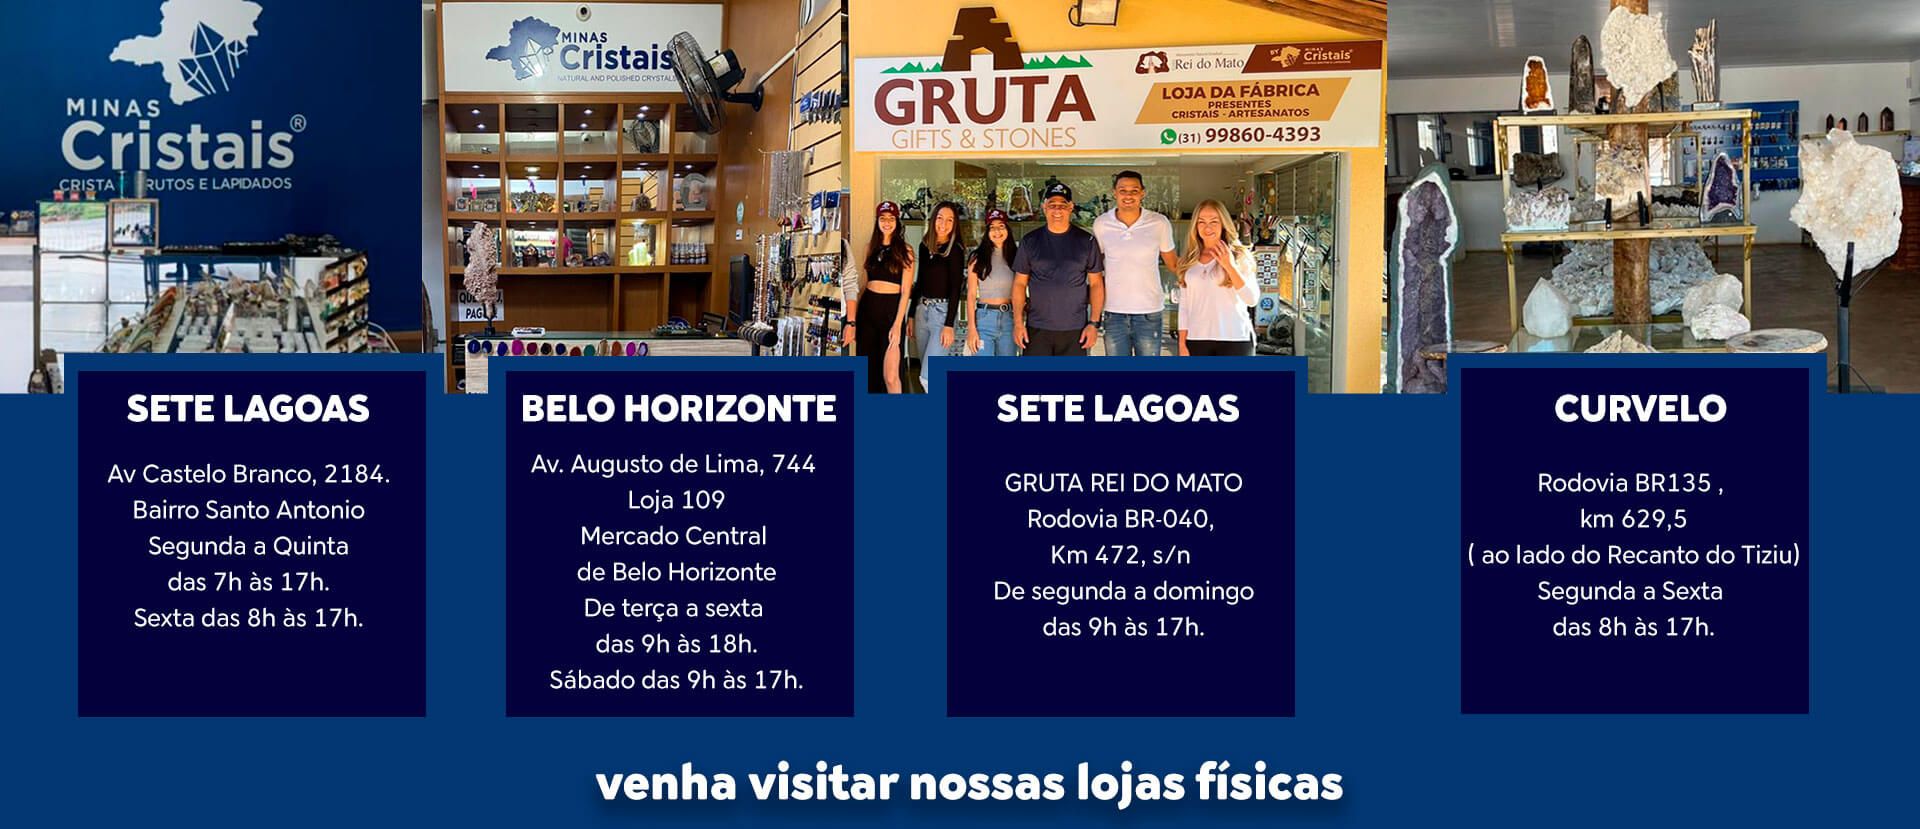 MINAS
Cristais®
CRISTA RUTOS E LAPIDADOS
MINAS
Cristais
NATURAL AND POLISHED CRYSTALS
PAGUE
GRUTA
GIFTS & STONES
Rei do Mato
BY MINAS
Cristais
LOJA DA FÁBRICA
PRESENTES
CRISTAIS - ARTESANATOS
(31) 99860-4393
SETE LAGOAS
Av Castelo Branco, 2184.
Bairro Santo Antonio
Segunda a Quinta
das 7h às 17h.
Sexta das 8h às 17h.
BELO HORIZONTE
Av. Augusto de Lima, 744
Loja 109
Mercado Central
de Belo Horizonte
De terça a sexta
das 9h às 18h.
Sábado das 9h às 17h.
SETE LAGOAS
GRUTA REI DO MATO
Rodovia BR-040,
Km 472, s/n
De segunda a domingo
das 9h às 17h.
CURVELO
Rodovia BR135 ,
km 629,5
( ao lado do Recanto do Tiziu)
Segunda a Sexta
das 8h às 17h.
venha visitar nossas lojas físicas